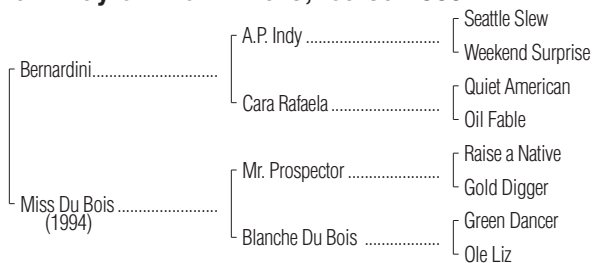 Seattle Slew
A.P. Indy
Weekend Surprise
Bernardini
Quiet American
Cara Rafaela
Oil Fable
Raise a Native
Mr. Prospector
Gold Digger
Miss Du Bois
(1994)
Green Dancer
Blanche Du Bois
Ole Liz